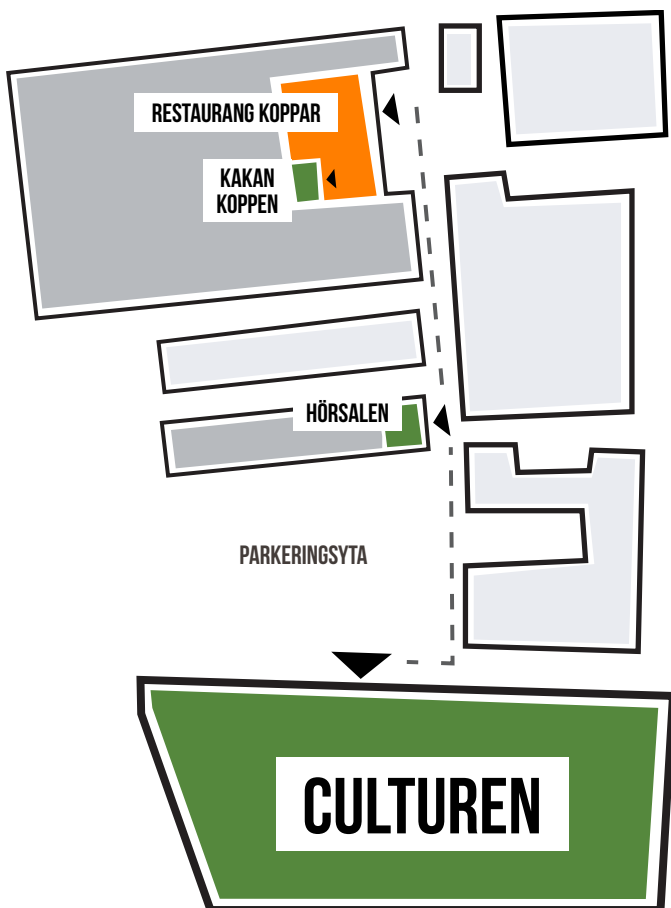 RESTAURANG KOPPAR
KAKAN
KOPPEN
HÖRSALEN
PARKERINGSYTA
CULTUREN